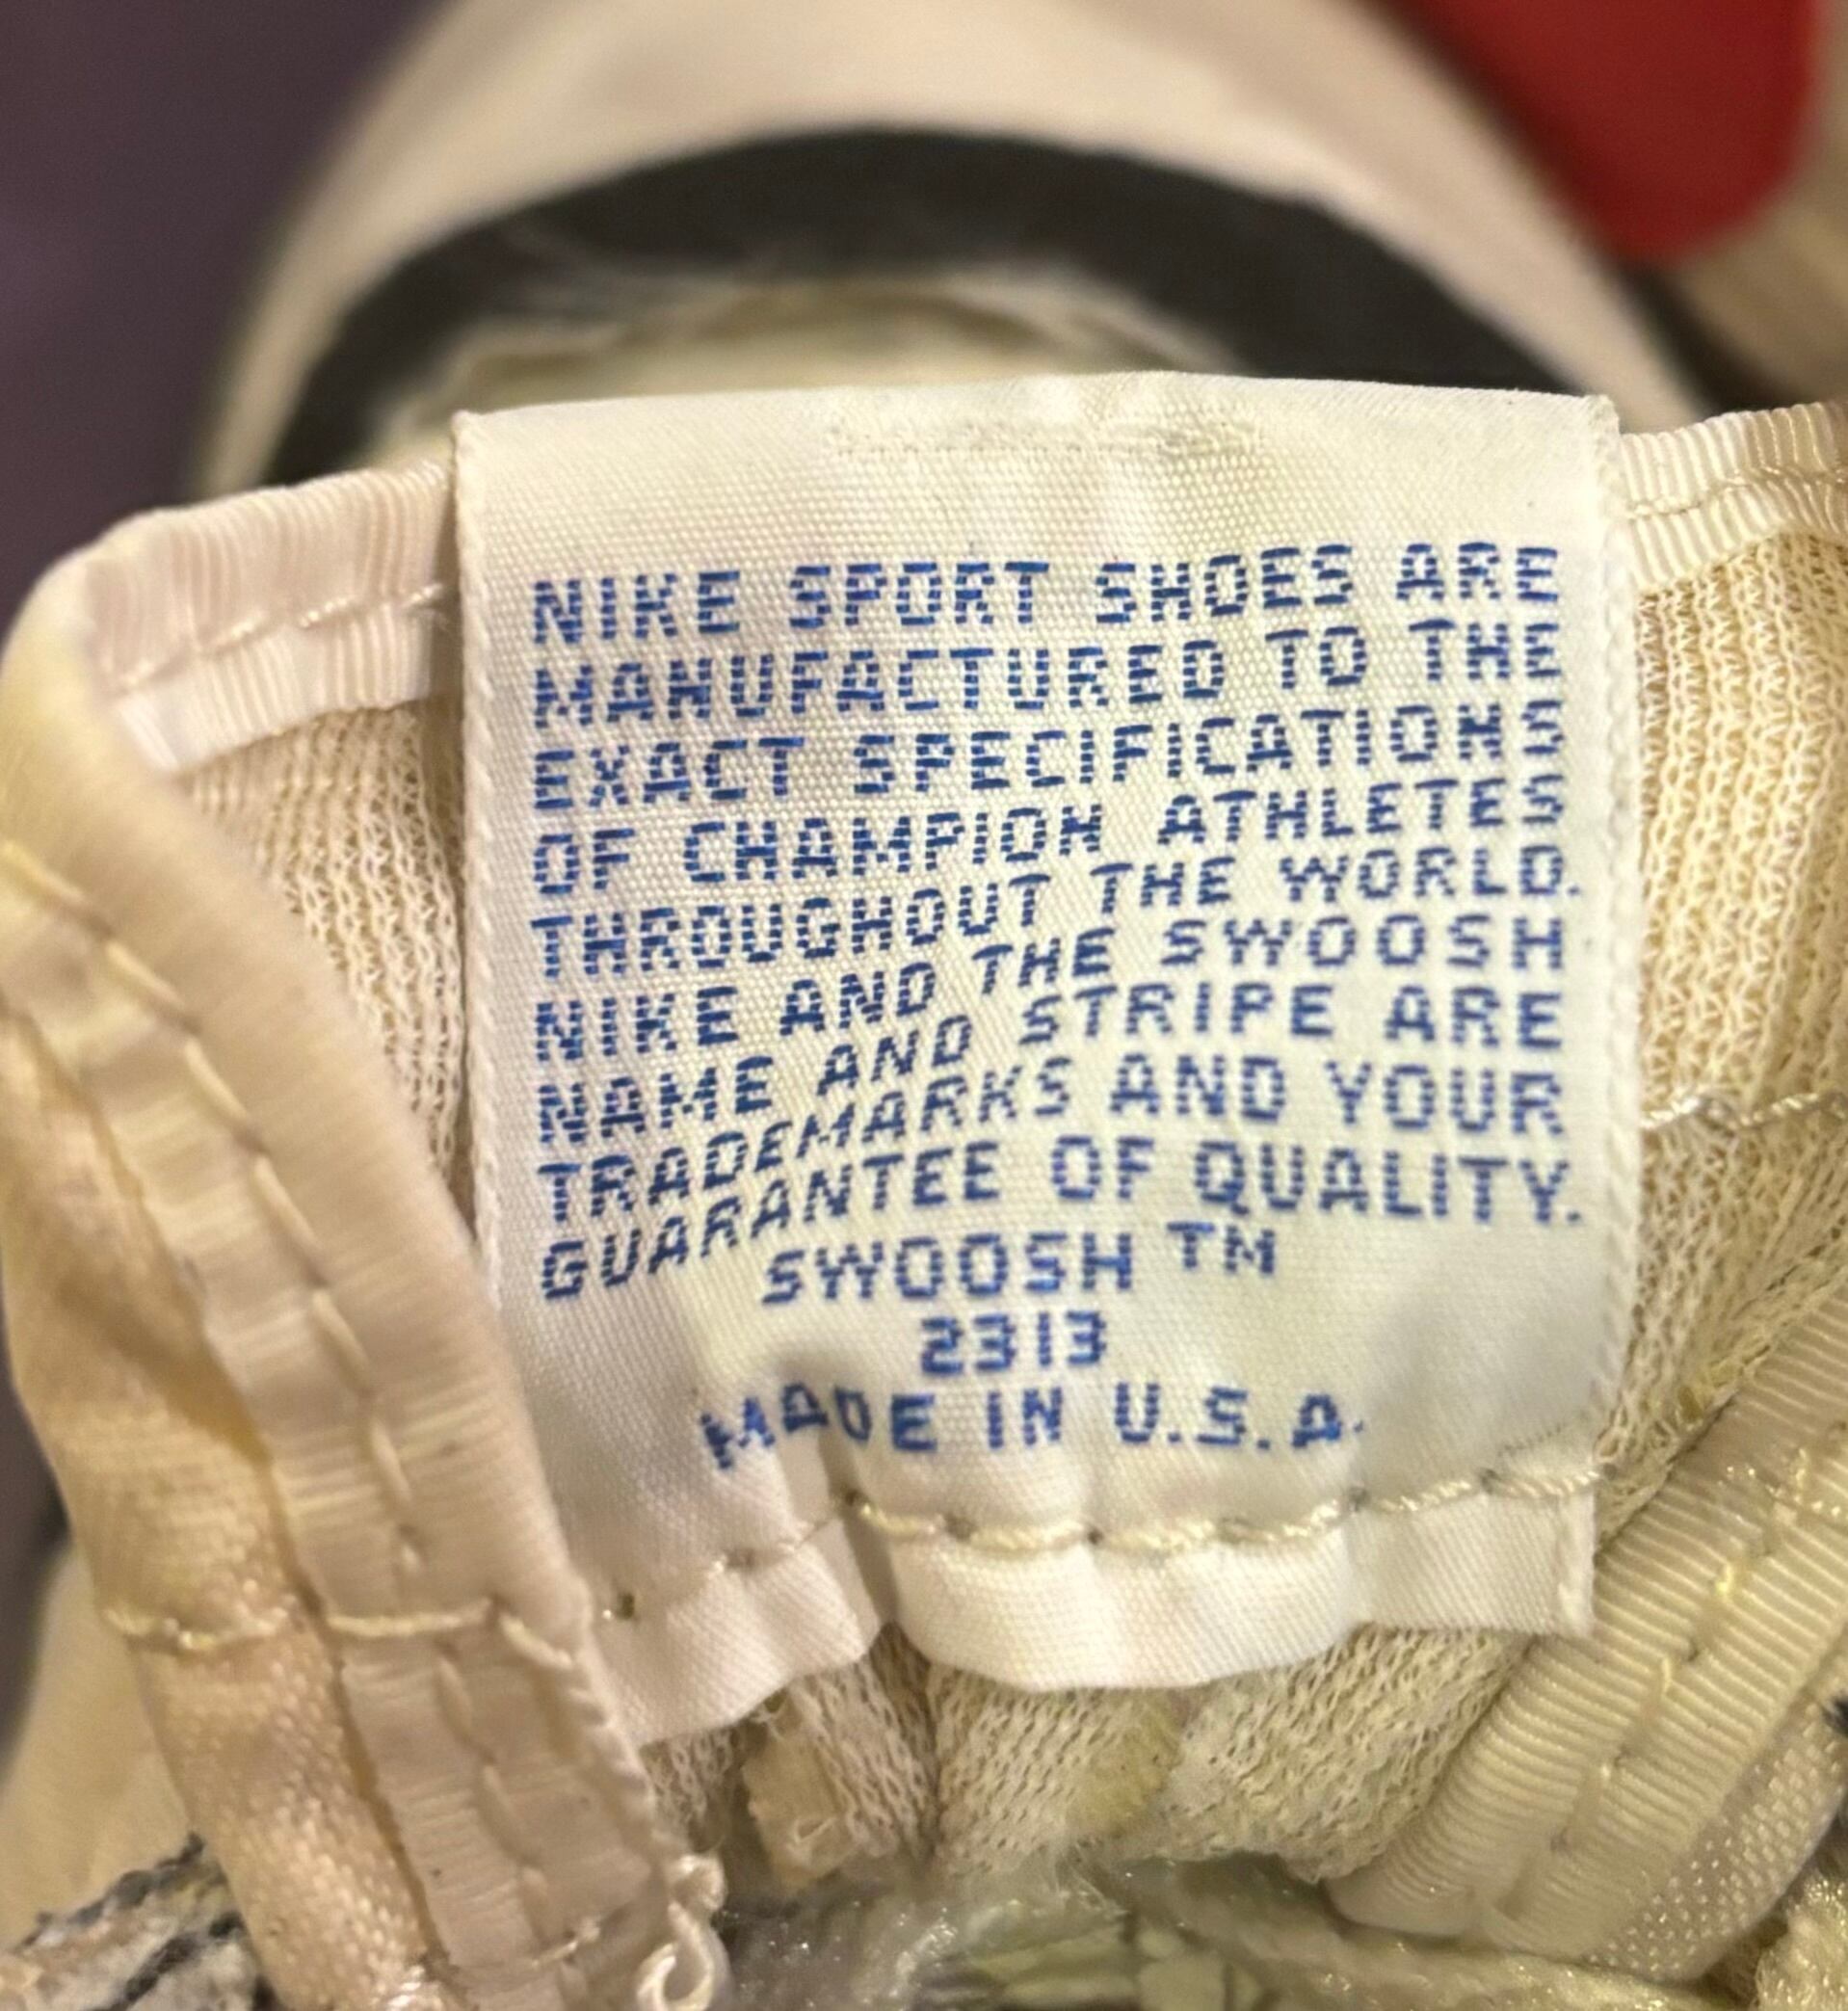 NIKE SPORT SHOES ARE
MANUFACTURED TO THE
EXACT SPECIFICATIONS
OF CHAMPION ATHLETES
THROUGHOUT THE WORLD.
NIKE AND THE SWOOSH
NAME AND STRIPE ARE
TRADEMARKS AND YOUR
GUARANTEE OF QUALITY.
SWOOSH TM
2313
MADE IN U.S.A.